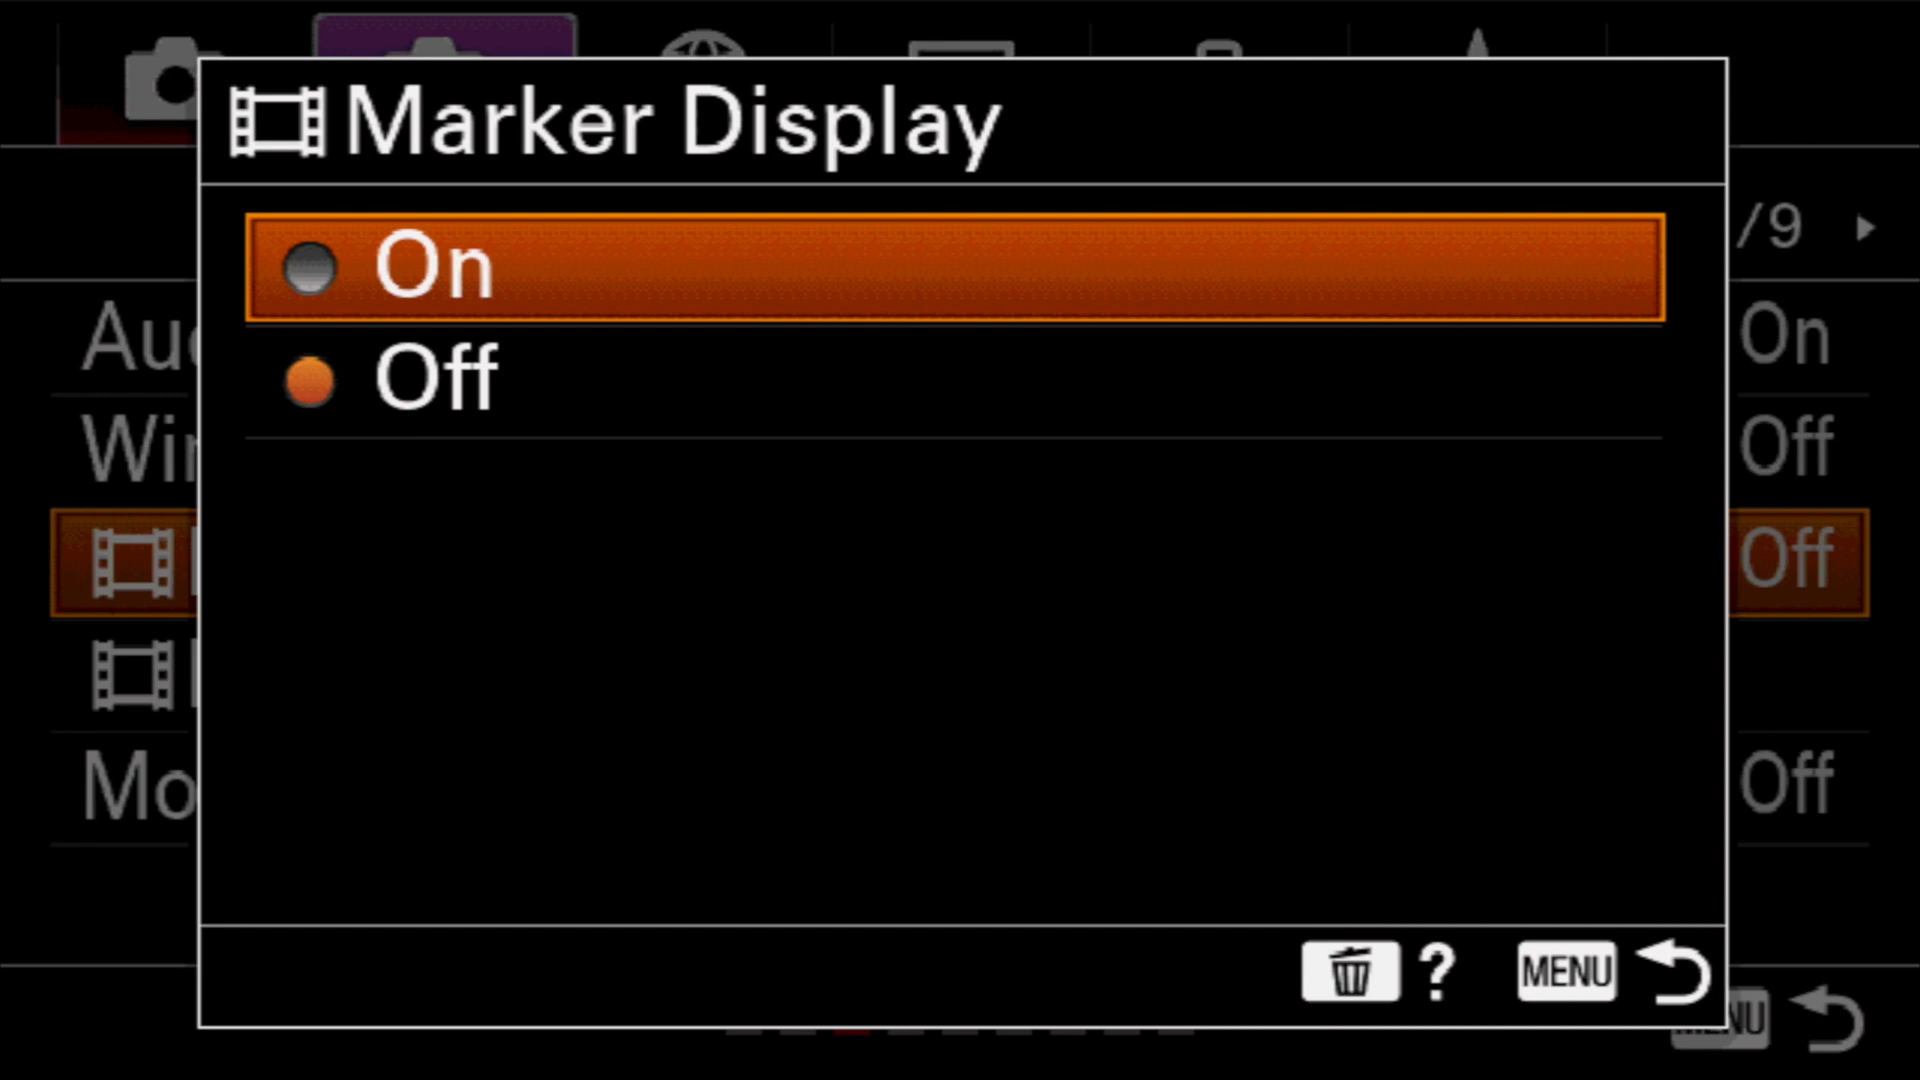 Marker Display
/9
On
Off
On
Off
Off
Off
? MENU